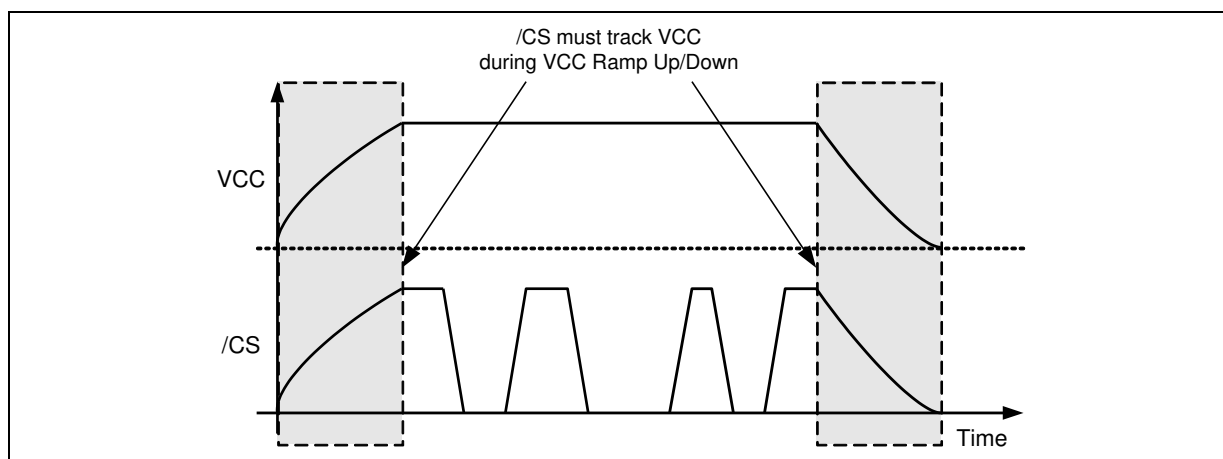 /CS must track VCC
during VCC Ramp Up/Down
VCC
/CS
Time